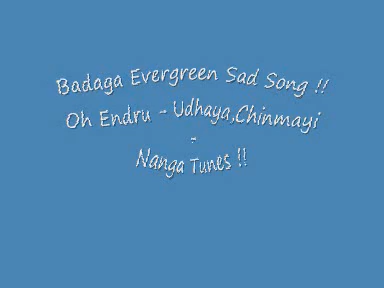 Badaga Evergreen Sad Song !!
Oh Endru - Udhaya,Chinmayi
-
Nanga Tunes !!